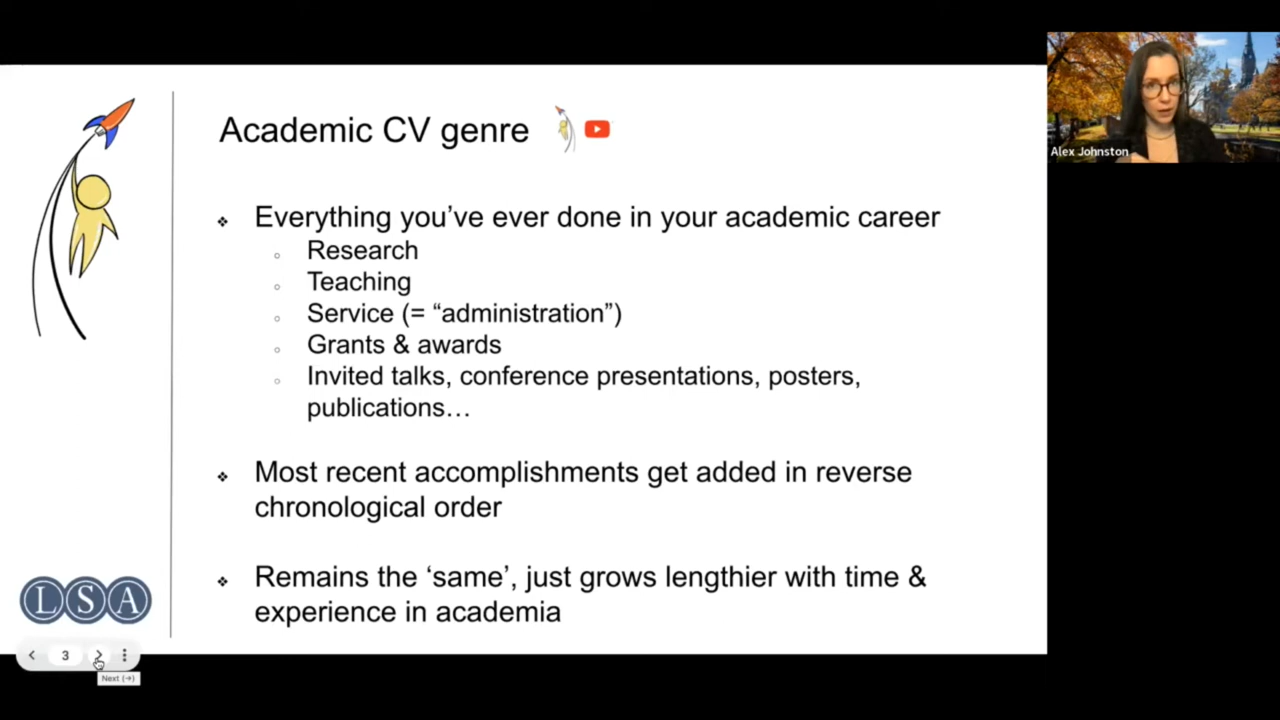 Academic CV genre
Alex Johnston
❖ Everything you’ve ever done in your academic career
○ Research
○ Teaching
○ Service (= “administration”)
○ Grants & awards
○ Invited talks, conference presentations, posters,
publications…
❖ Most recent accomplishments get added in reverse
chronological order
❖ Remains the ‘same’, just grows lengthier with time &
experience in academia
LSA
3
Next (→)